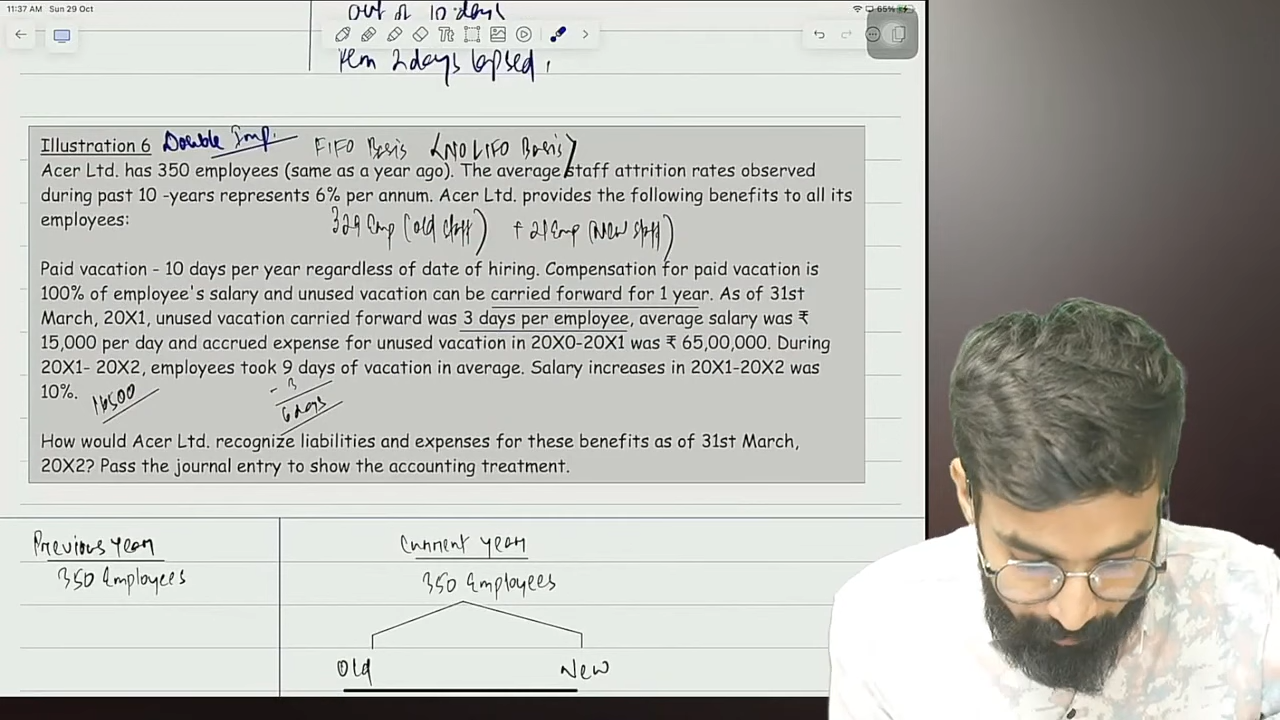 11:37 AM Sun 29 Oct
65%
out of 10 days
Tt
rem 2 days lapsed
Illustration 6 Double Imp. FIFO Basis (NO LIFO Basis)
Acer Ltd. has 350 employees (same as a year ago). The average staff attrition rates observed
during past 10 -years represents 6% per annum. Acer Ltd. provides the following benefits to all its
employees:
329 Emp (Old staff) + 21 Emp (New staff)
Paid vacation - 10 days per year regardless of date of hiring. Compensation for paid vacation is
100% of employee's salary and unused vacation can be carried forward for 1 year. As of 31st
March, 20X1, unused vacation carried forward was 3 days per employee, average salary was ₹
15,000 per day and accrued expense for unused vacation in 20X0-20X1 was ₹ 65,00,000. During
20X1- 20X2, employees took 9 days of vacation in average. Salary increases in 20X1-20X2 was
10%. 16500
- 3
6 days
How would Acer Ltd. recognize liabilities and expenses for these benefits as of 31st March,
20X2? Pass the journal entry to show the accounting treatment.
Previous year
350 Employees
Current year
350 Employees
Old New